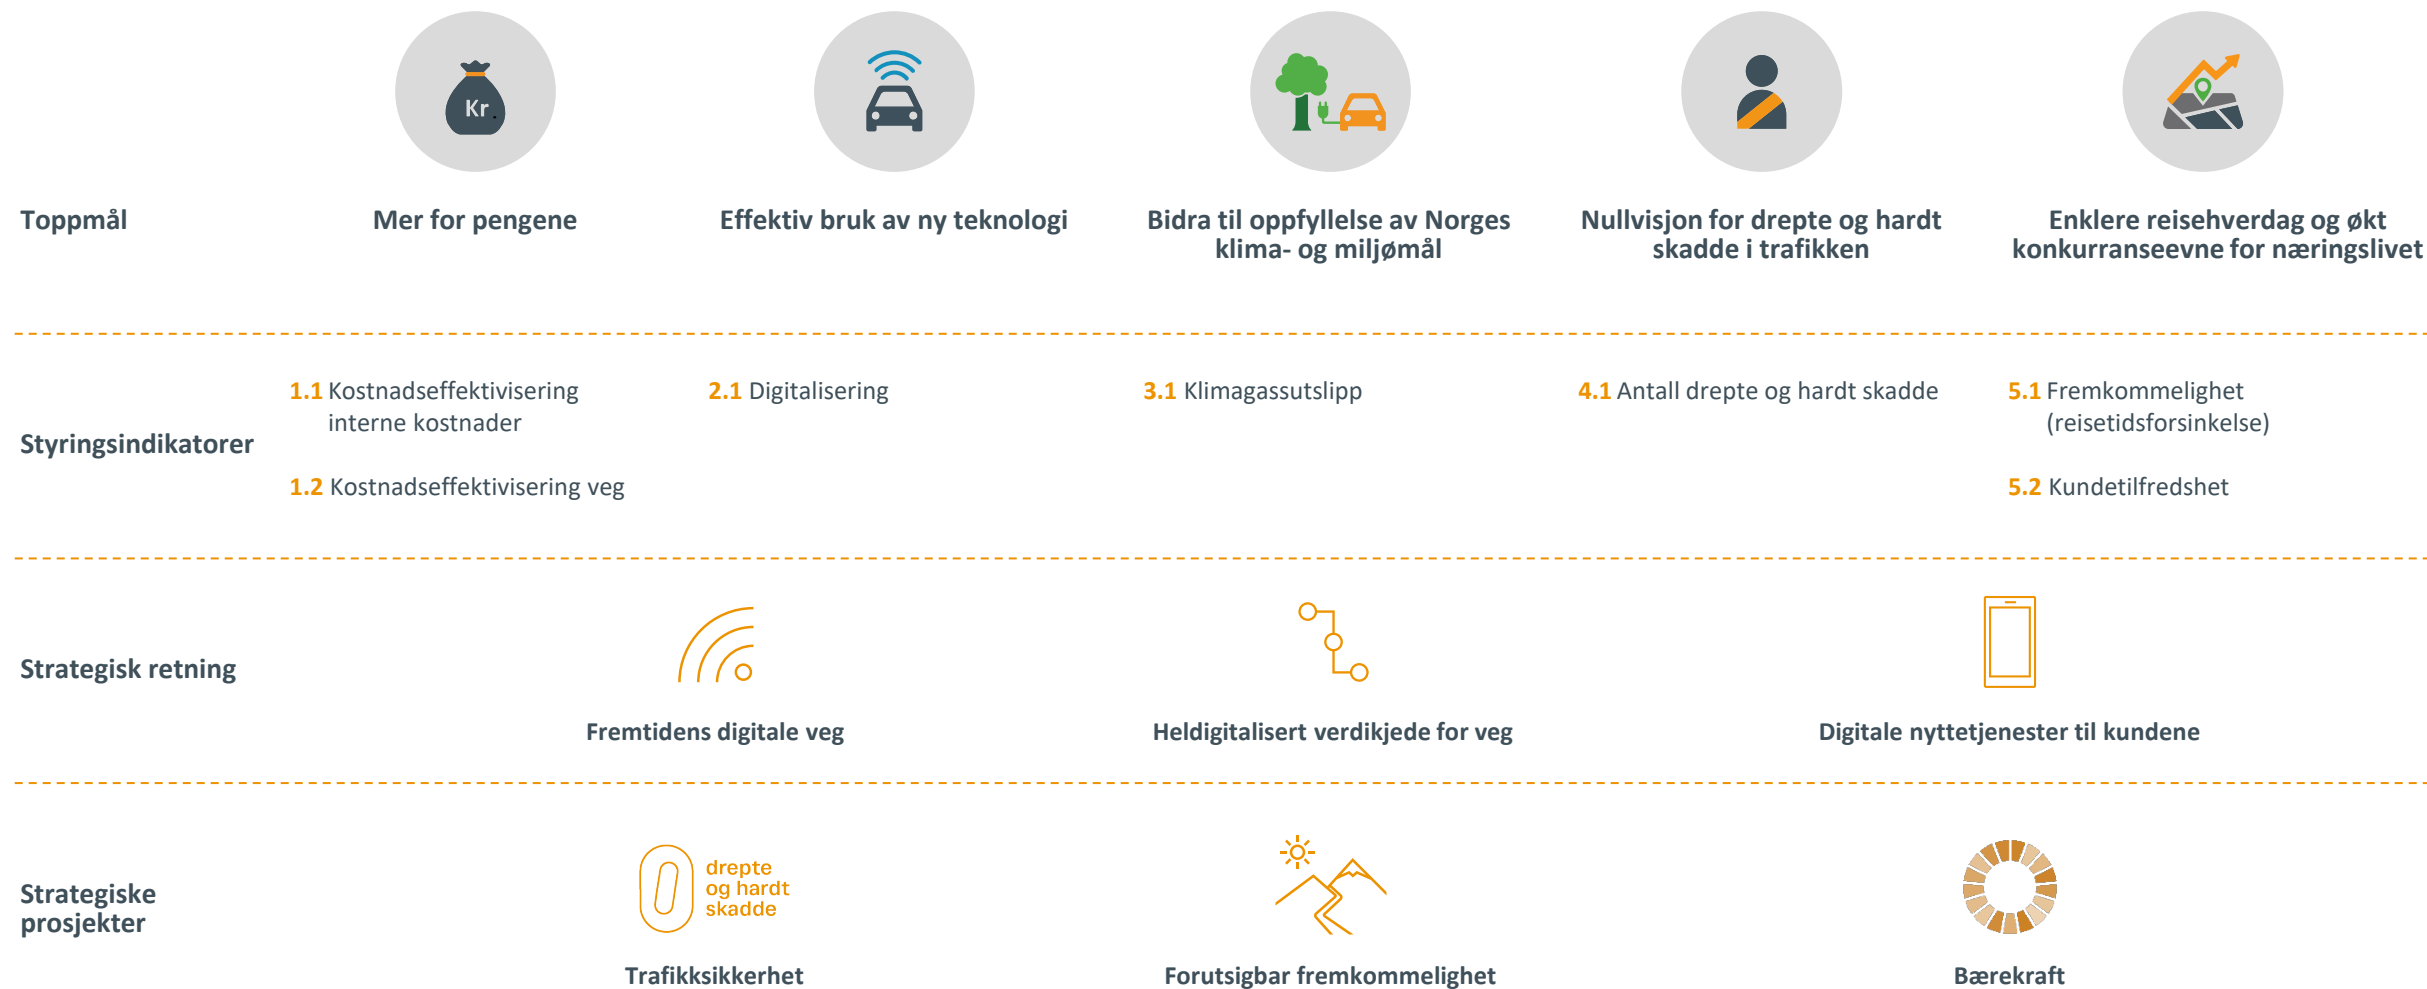 Kr.
Toppmål
Mer for pengene
Effektiv bruk av ny teknologi
Bidra til oppfyllelse av Norges
klima- og miljømål
Nullvisjon for drepte og hardt
skadde i trafikken
Enklere reisehverdag og økt
konkurranseevne for næringslivet
Styringsindikatorer
1.1 Kostnadseffektivisering
interne kostnader
1.2 Kostnadseffektivisering veg
2.1 Digitalisering
3.1 Klimagassutslipp
4.1 Antall drepte og hardt skadde
5.1 Fremkommelighet
(reisetidsforsinkelse)
5.2 Kundetilfredshet
Strategisk retning
Fremtidens digitale veg
Heldigitalisert verdikjede for veg
Digitale nyttetjenester til kundene
Strategiske
prosjekter
0
drepte
og hardt
skadde
Trafikksikkerhet
Forutsigbar fremkommelighet
Bærekraft